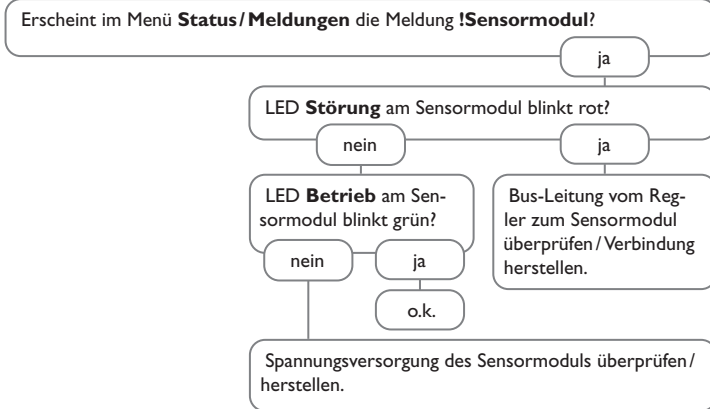 Erscheint im Menü Status/Meldungen die Meldung !Sensormodul?
ja
LED Störung am Sensormodul blinkt rot?
nein
ja
LED Betrieb am Sen-
sormodul blinkt grün?
Bus-Leitung vom Reg-
ler zum Sensormodul
überprüfen/Verbindung
herstellen.
nein
ja
o.k.
Spannungsversorgung des Sensormoduls überprüfen/
herstellen.